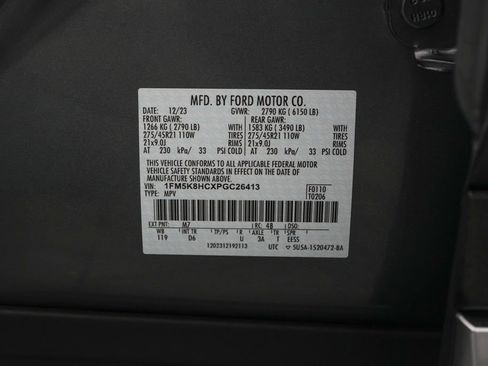 MFD. BY FORD MOTOR CO.
DATE: 12/23 GVWR: 2790 KG ( 6150 LB)
FRONT GAWR: REAR GAWR:
1266 KG ( 2790 LB) WITH 1583 KG ( 3490 LB) WITH
275/45R21 110W TIRES 275/45R21 110W TIRES
21x9.0J RIMS 21x9.0J RIMS
AT 230 kPa/ 33 PSI COLD AT 230 kPa/ 33 PSI COLD
THIS VEHICLE CONFORMS TO ALL APPLICABLE FEDERAL MOTOR
VEHICLE SAFETY STANDARDS IN EFFECT ON THE DATE OF MANUFACTURE
SHOWN ABOVE.
VIN: 1FM5K8HCXPGC26413 F0110
TYPE: MPV T0206
EXT PNT: M7 RC: 48 DSO:
WB INT TR TP/PS R AXLE TR SPR
119 D6 U 3A T EESS
1202312192113 UTC SU5A-1520472-BA